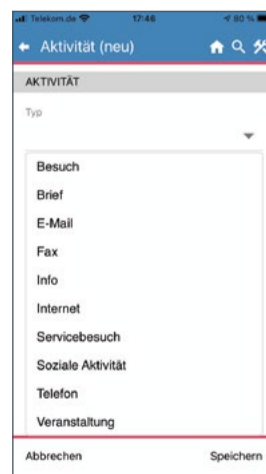 Telekom.de 17:46 80 %
Aktivität (neu)
AKTIVITÄT
Typ
Besuch
Brief
E-Mail
Fax
Info
Internet
Servicebesuch
Soziale Aktivität
Telefon
Veranstaltung
Abbrechen Speichern